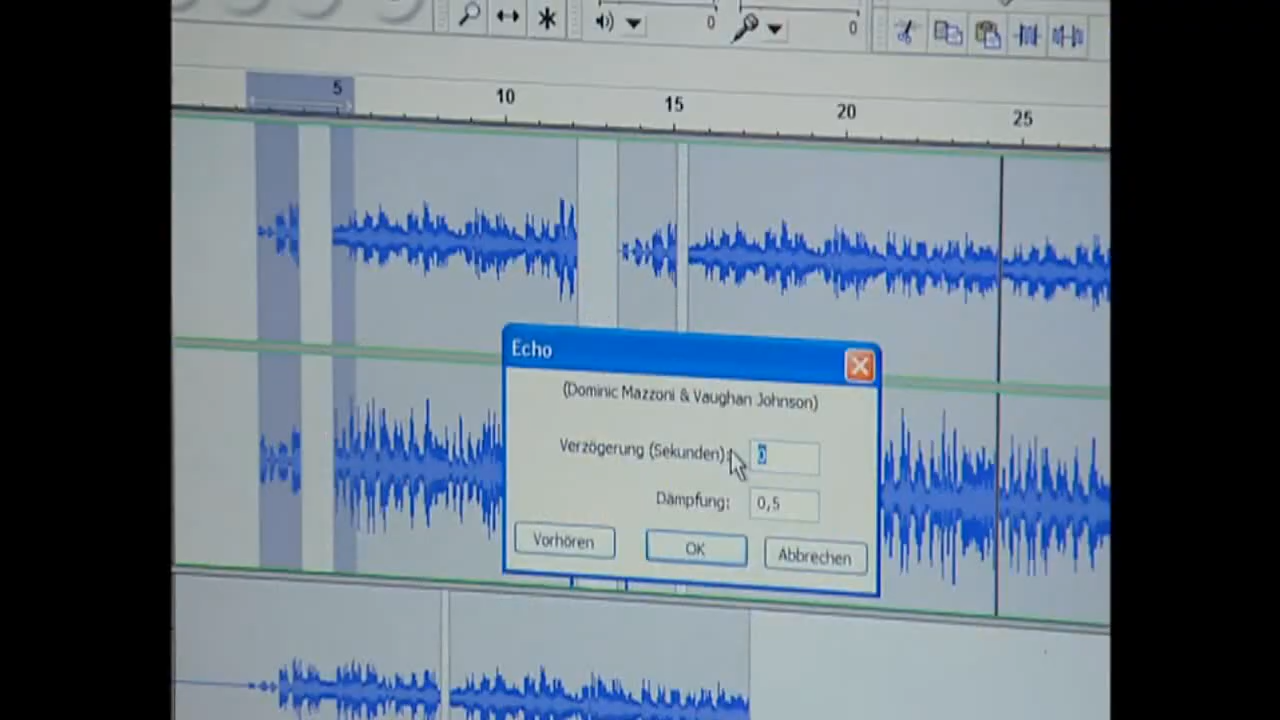 0
0
5
10
15
20
25
Echo
(Dominic Mazzoni & Vaughan Johnson)
Verzögerung (Sekunden): 0
Dämpfung: 0,5
Vorhören OK Abbrechen